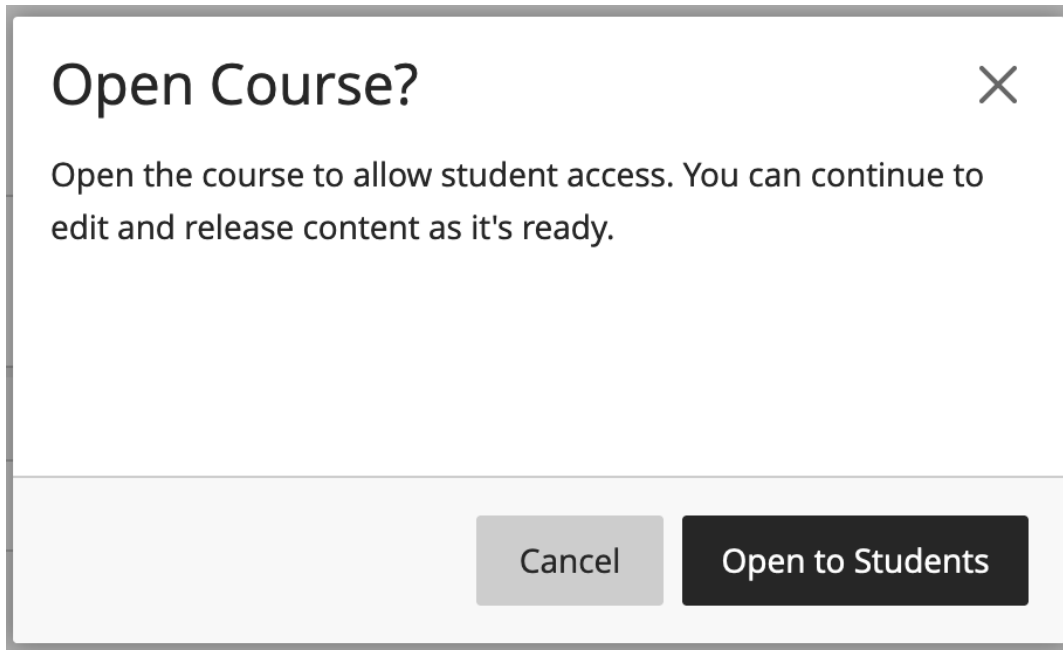 Open Course?
Open the course to allow student access. You can continue to
edit and release content as it's ready.
Cancel
Open to Students